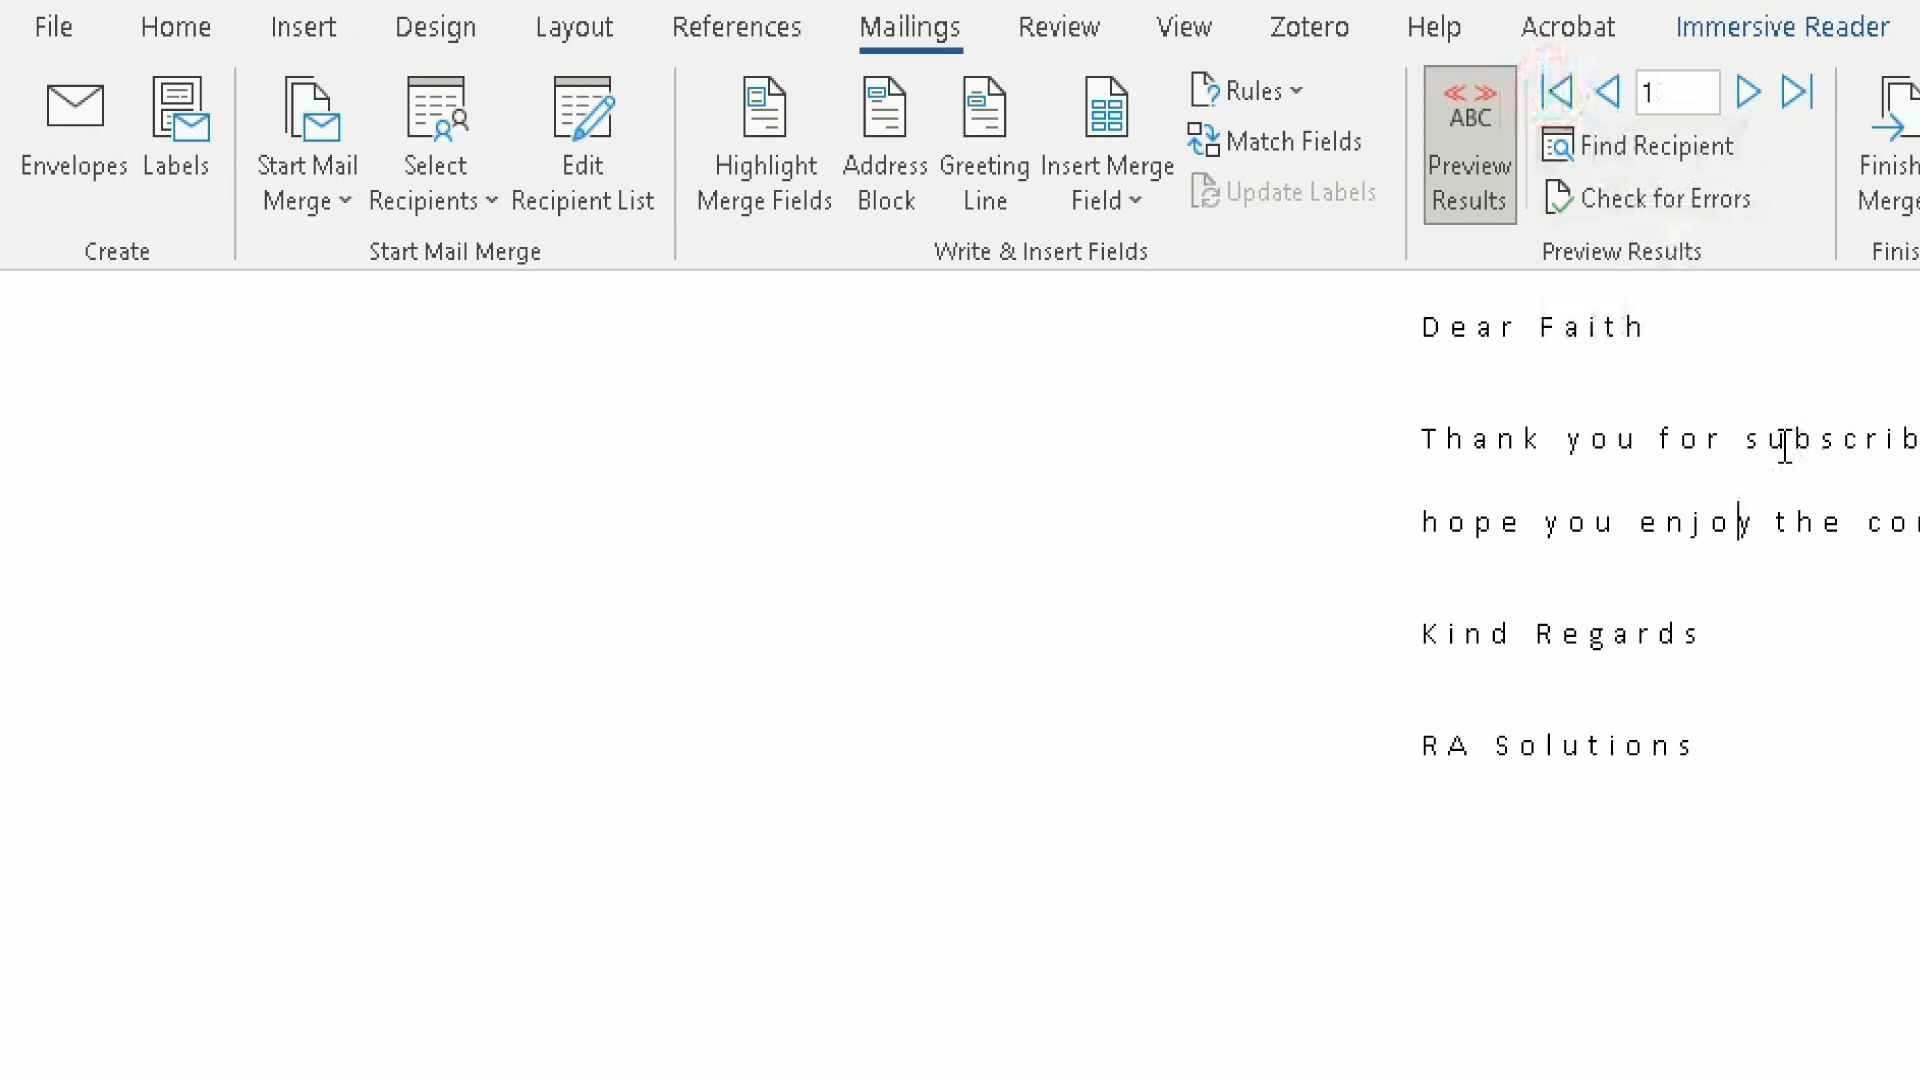 File Home Insert Design Layout References Mailings Review View Zotero Help Acrobat Immersive Reader
Envelopes Labels
Create
Start Mail Merge
Select Recipients
Edit Recipient List
Start Mail Merge
Highlight Merge Fields
Address Block
Greeting Line
Insert Merge Field
Rules
Match Fields
Update Labels
Write & Insert Fields
ABC
Preview Results
1
Find Recipient
Check for Errors
Preview Results
Finish
Merge
Finis
Dear Faith
Thank you for subscrib
hope you enjoy the co
Kind Regards
RA Solutions